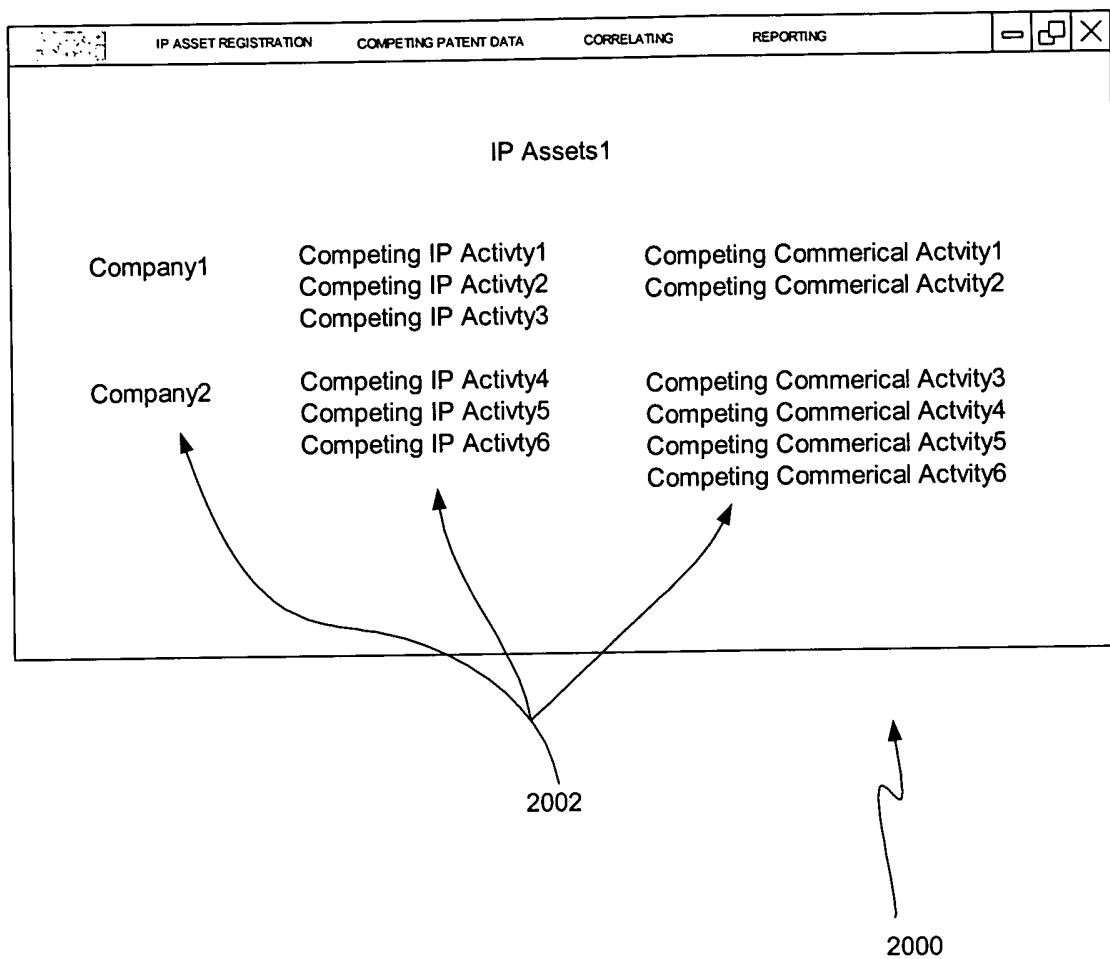 IP ASSET REGISTRATION COMPETING PATENT DATA CORRELATING REPORTING
IP Assets1
Company1
Competing IP Activty1
Competing IP Activty2
Competing IP Activty3
Competing Commerical Actvity1
Competing Commerical Actvity2
Company2
Competing IP Activty4
Competing IP Activty5
Competing IP Activty6
Competing Commerical Actvity3
Competing Commerical Actvity4
Competing Commerical Actvity5
Competing Commerical Actvity6
2002
2000